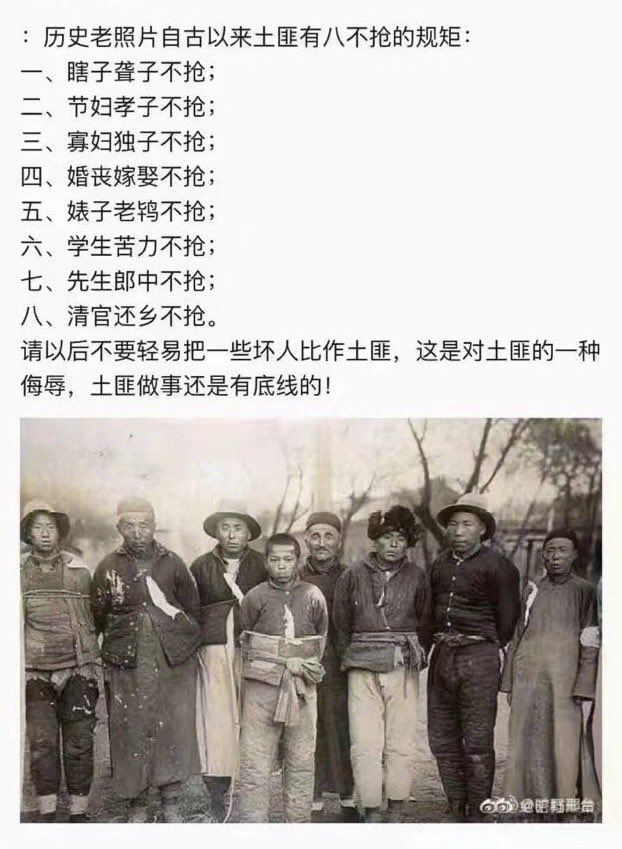 ：历史老照片自古以来土匪有八不抢的规矩：
一、瞎子聋子不抢；
二、节妇孝子不抢；
三、寡妇独子不抢；
四、婚丧嫁娶不抢；
五、婊子老鸨不抢；
六、学生苦力不抢；
七、先生郎中不抢；
八、清官还乡不抢。
请以后不要轻易把一些坏人比作土匪，这是对土匪的一种
侮辱，土匪做事还是有底线的！